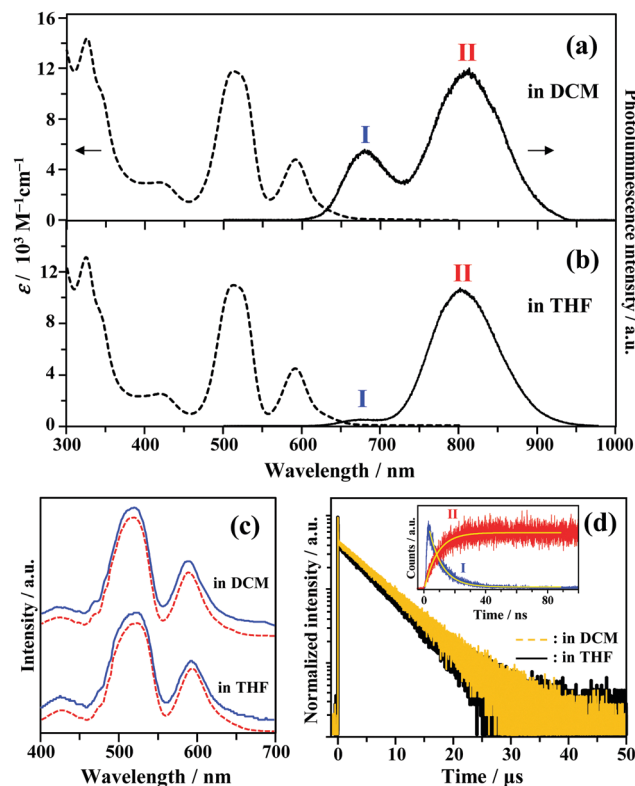 16
12
8
4
0
(a)
in DCM
I
II
12
8
4
0
(b)
in THF
I
II
300 400 500 600 700 800 900 1000
Wavelength / nm
ε / 10³ M⁻¹cm⁻¹
Photoluminescence intensity / a.u.
(c)
in DCM
in THF
400 500 600 700
Wavelength / nm
Intensity / a.u.
(d)
II
I
Counts / a.u.
0 40 80
Time / ns
: in DCM
: in THF
0 10 20 30 40 50
Time / μs
Normalized intensity / a.u.